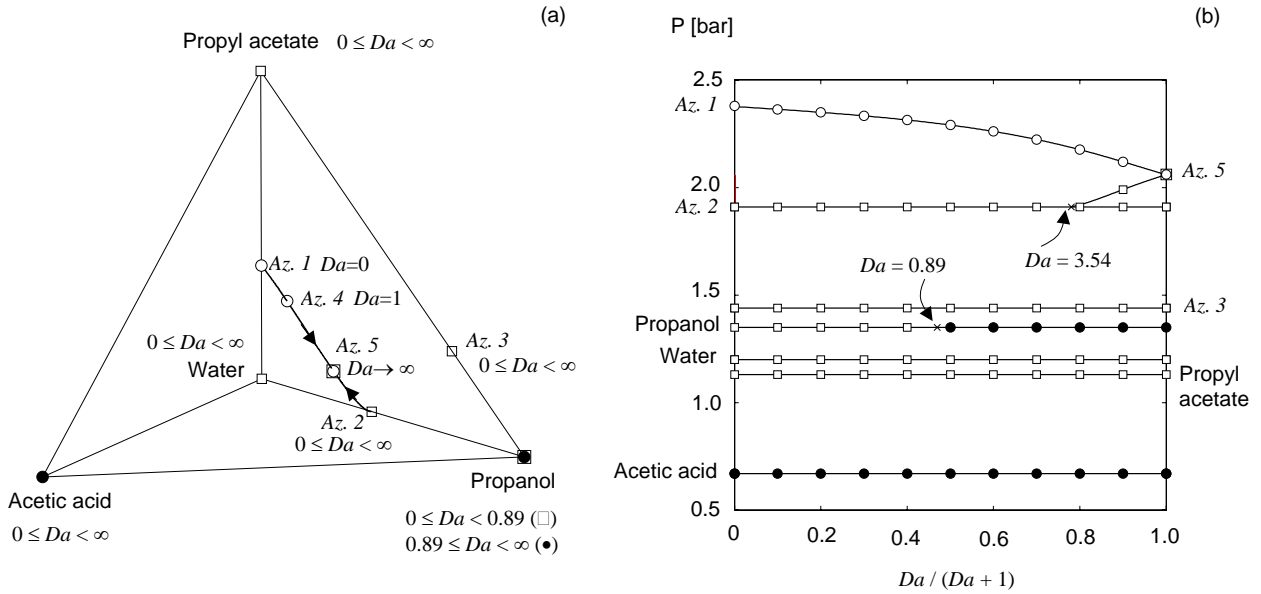 (a)
Propyl acetate 0 ≤ Da < ∞
Az. 1 Da=0
Az. 4 Da=1
Az. 5
Da→ ∞
Az. 3
0 ≤ Da < ∞
0 ≤ Da < ∞
Water
Az. 2
0 ≤ Da < ∞
Acetic acid
0 ≤ Da < ∞
Propanol
0 ≤ Da < 0.89 (□)
0.89 ≤ Da < ∞ (●)
P [bar]
(b)
2.5
Az. 1
2.0
Az. 5
Az. 2
Da = 3.54
Da = 0.89
1.5
Az. 3
Propanol
Water
Propyl
acetate
1.0
Acetic acid
0.5
0 0.2 0.4 0.6 0.8 1.0
Da / (Da + 1)